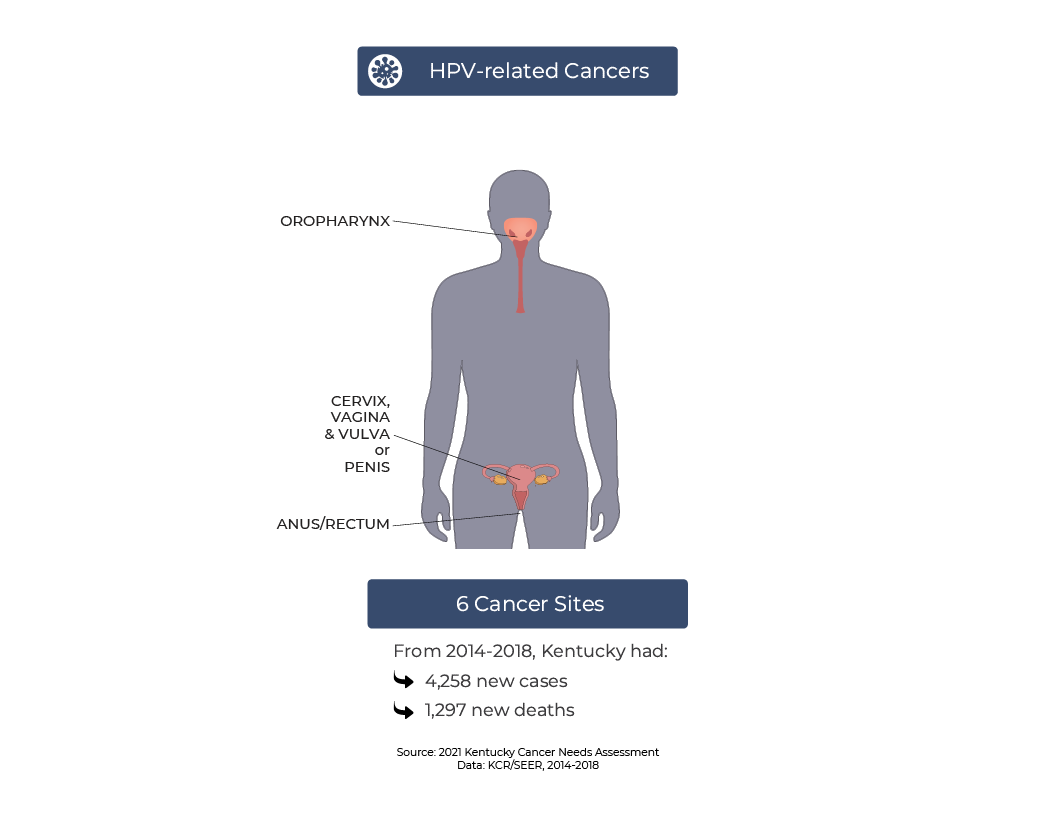 HPV-related Cancers
OROPHARYNX
CERVIX,
VAGINA
& VULVA
or
PENIS
ANUS/RECTUM
6 Cancer Sites
From 2014-2018, Kentucky had:
4,258 new cases
1,297 new deaths
Source: 2021 Kentucky Cancer Needs Assessment
Data: KCR/SEER, 2014-2018